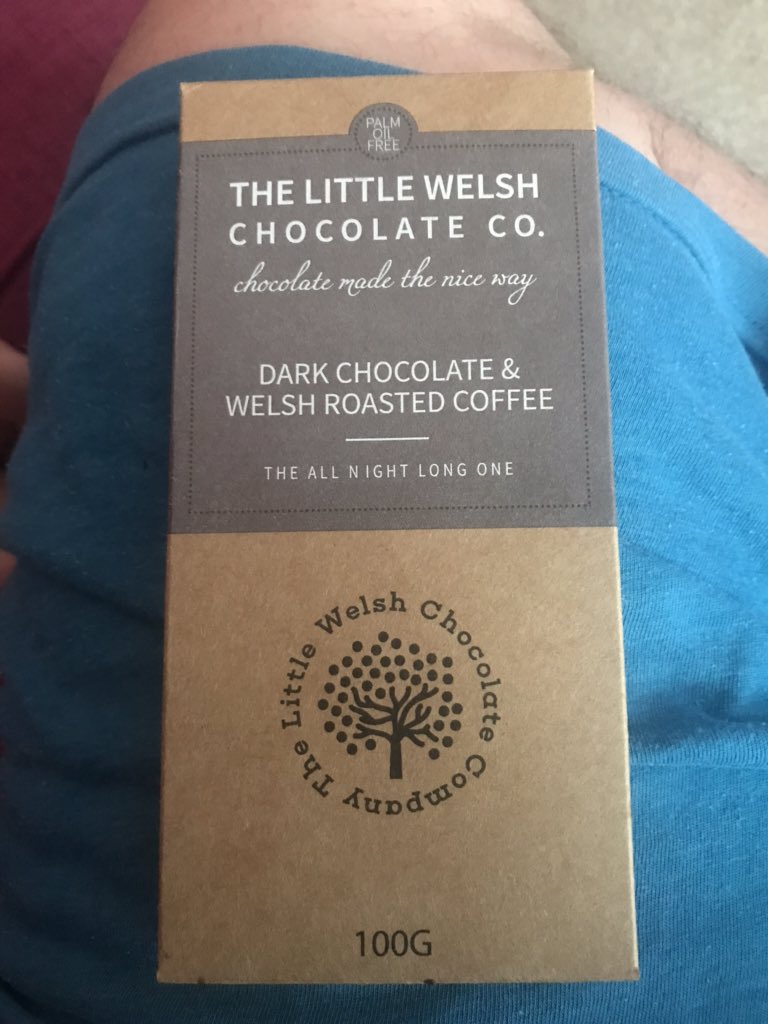 PALM
OIL
FREE
THE LITTLE WELSH
CHOCOLATE CO.
chocolate made the nice way
DARK CHOCOLATE &
WELSH ROASTED COFFEE
THE ALL NIGHT LONG ONE
The Little Welsh Chocolate Company
100G